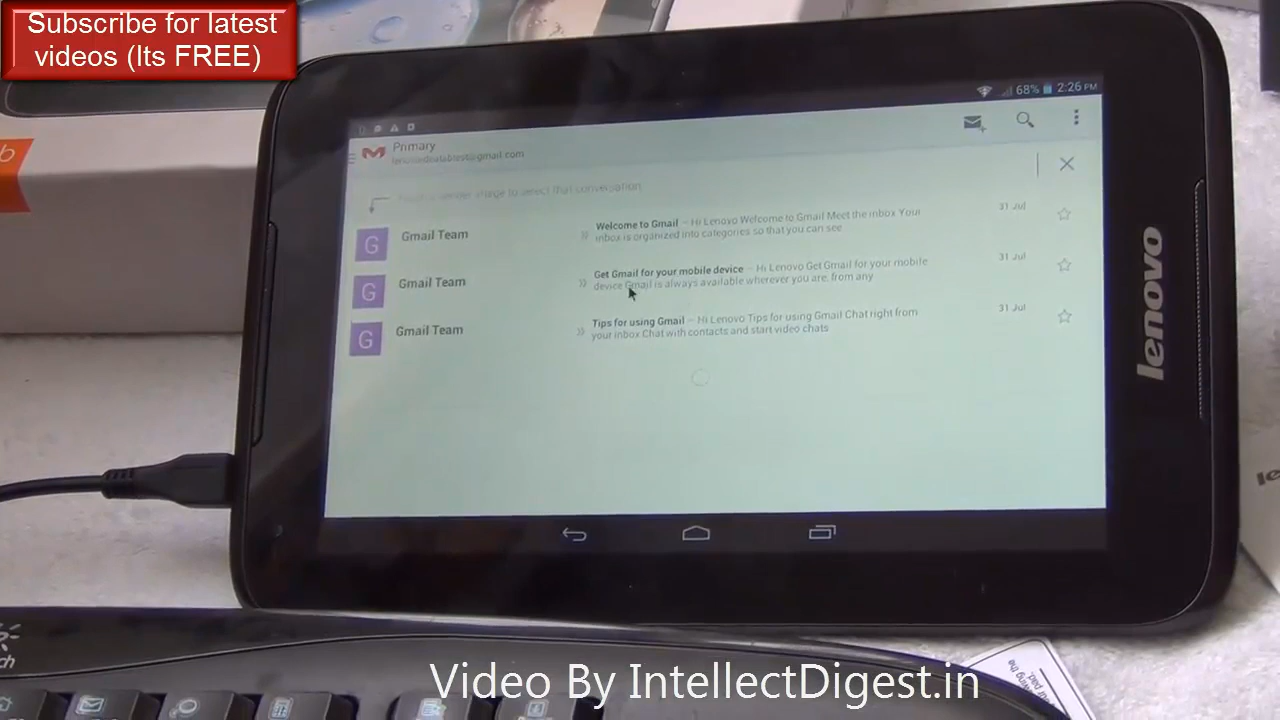 Subscribe for latest
videos (Its FREE)
68% 2:26 PM
Primary
Gmail Team
Welcome to Gmail – Hi Lenovo Welcome to Gmail Meet the inbox Your
inbox is organized into categories so that you can see
31 Jul
Gmail Team
Get Gmail for your mobile device – Hi Lenovo Get Gmail for your mobile
device Gmail is always available wherever you are, from any
31 Jul
Gmail Team
Tips for using Gmail – Hi Lenovo Tips for using Gmail Chat right from
your inbox Chat with contacts and start video chats
31 Jul
G
G
G
lenovo
Video By IntellectDigest.in